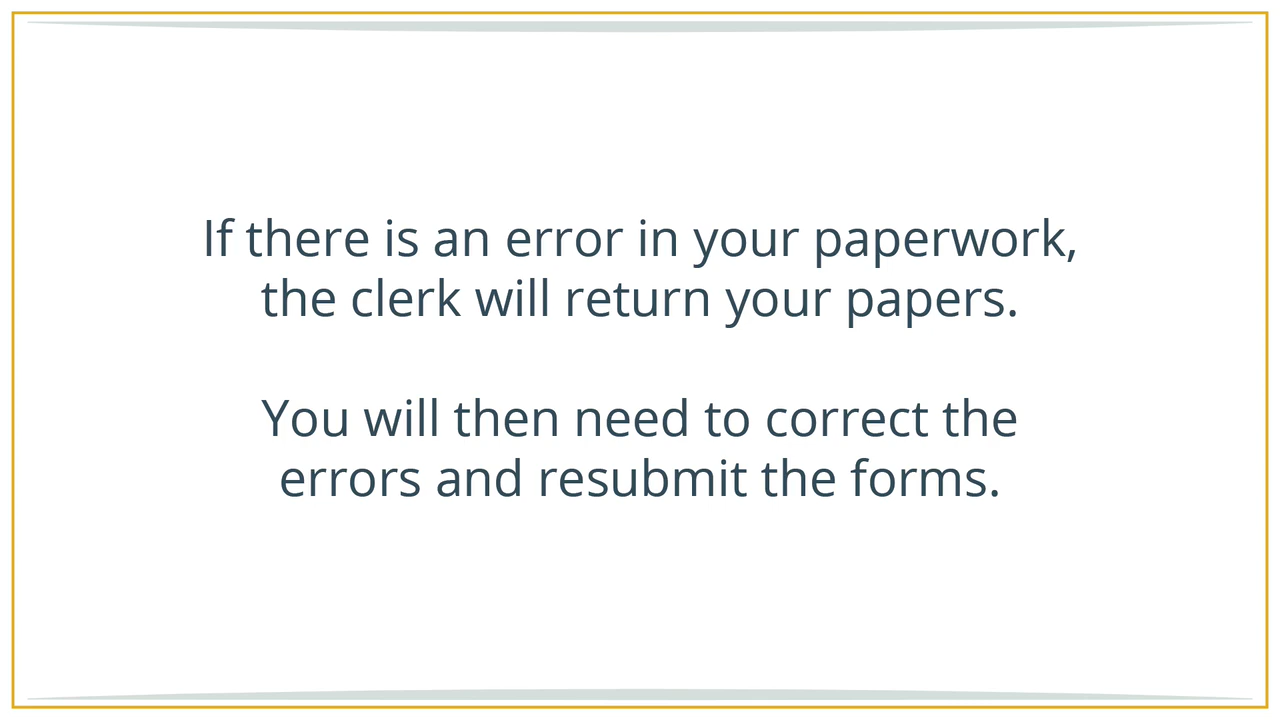 If there is an error in your paperwork,
the clerk will return your papers.
You will then need to correct the
errors and resubmit the forms.